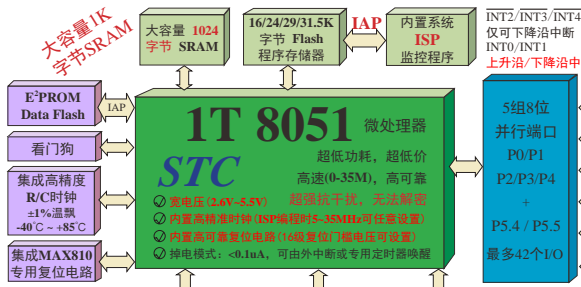 大容量1K
字节SRAM
大容量 1024
字节 SRAM
16/24/29/31.5K
字节 Flash
程序存储器
IAP
内置系统
ISP
监控程序
INT2/INT3/INT4
仅可下降沿中断
INT0/INT1
上升沿/下降沿中
E²PROM
Data Flash
IAP
看门狗
集成高精度
R/C时钟
±1%温飘
-40℃ ~ +85℃
集成MAX810
专用复位电路
1T 8051 微处理器
STC
超低功耗，超低价
高速(0-35M)，高可靠
超强抗干扰，无法解密
宽电压(2.6V~5.5V)
内置高精准时钟(ISP编程时5~35MHz可任意设置)
内置高可靠复位电路(16级复位门槛电压可设置)
掉电模式：<0.1uA，可由外中断或专用定时器唤醒
5组8位
并行端口
P0/P1
P2/P3/P4
+
P5.4 / P5.5
最多42个I/O